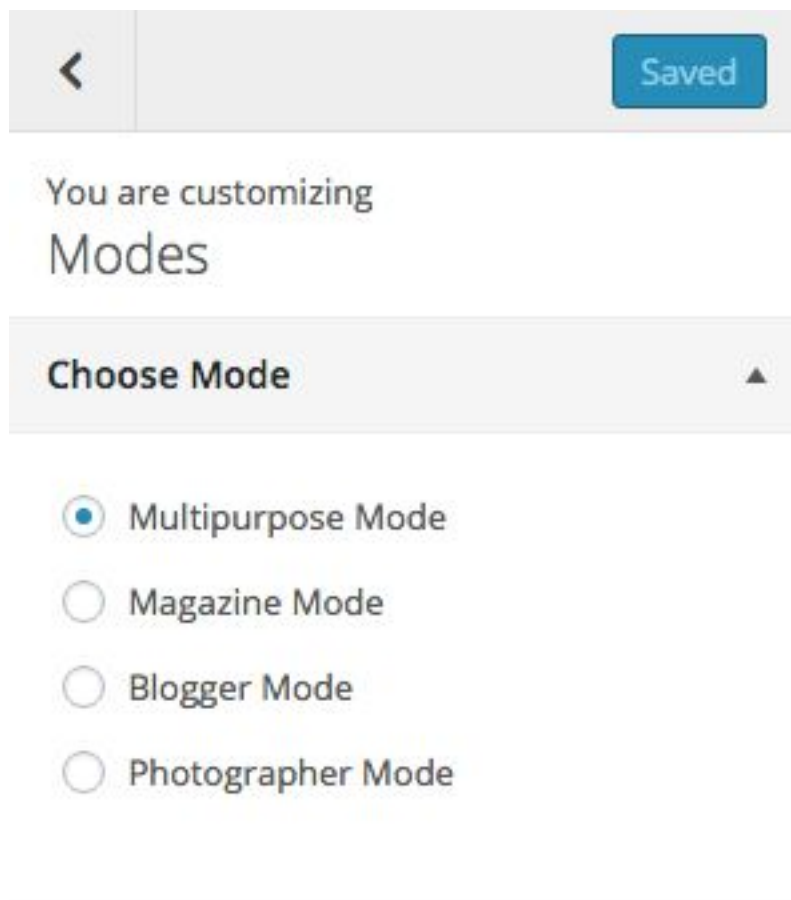 Saved
You are customizing
Modes
Choose Mode
Multipurpose Mode
Magazine Mode
Blogger Mode
Photographer Mode